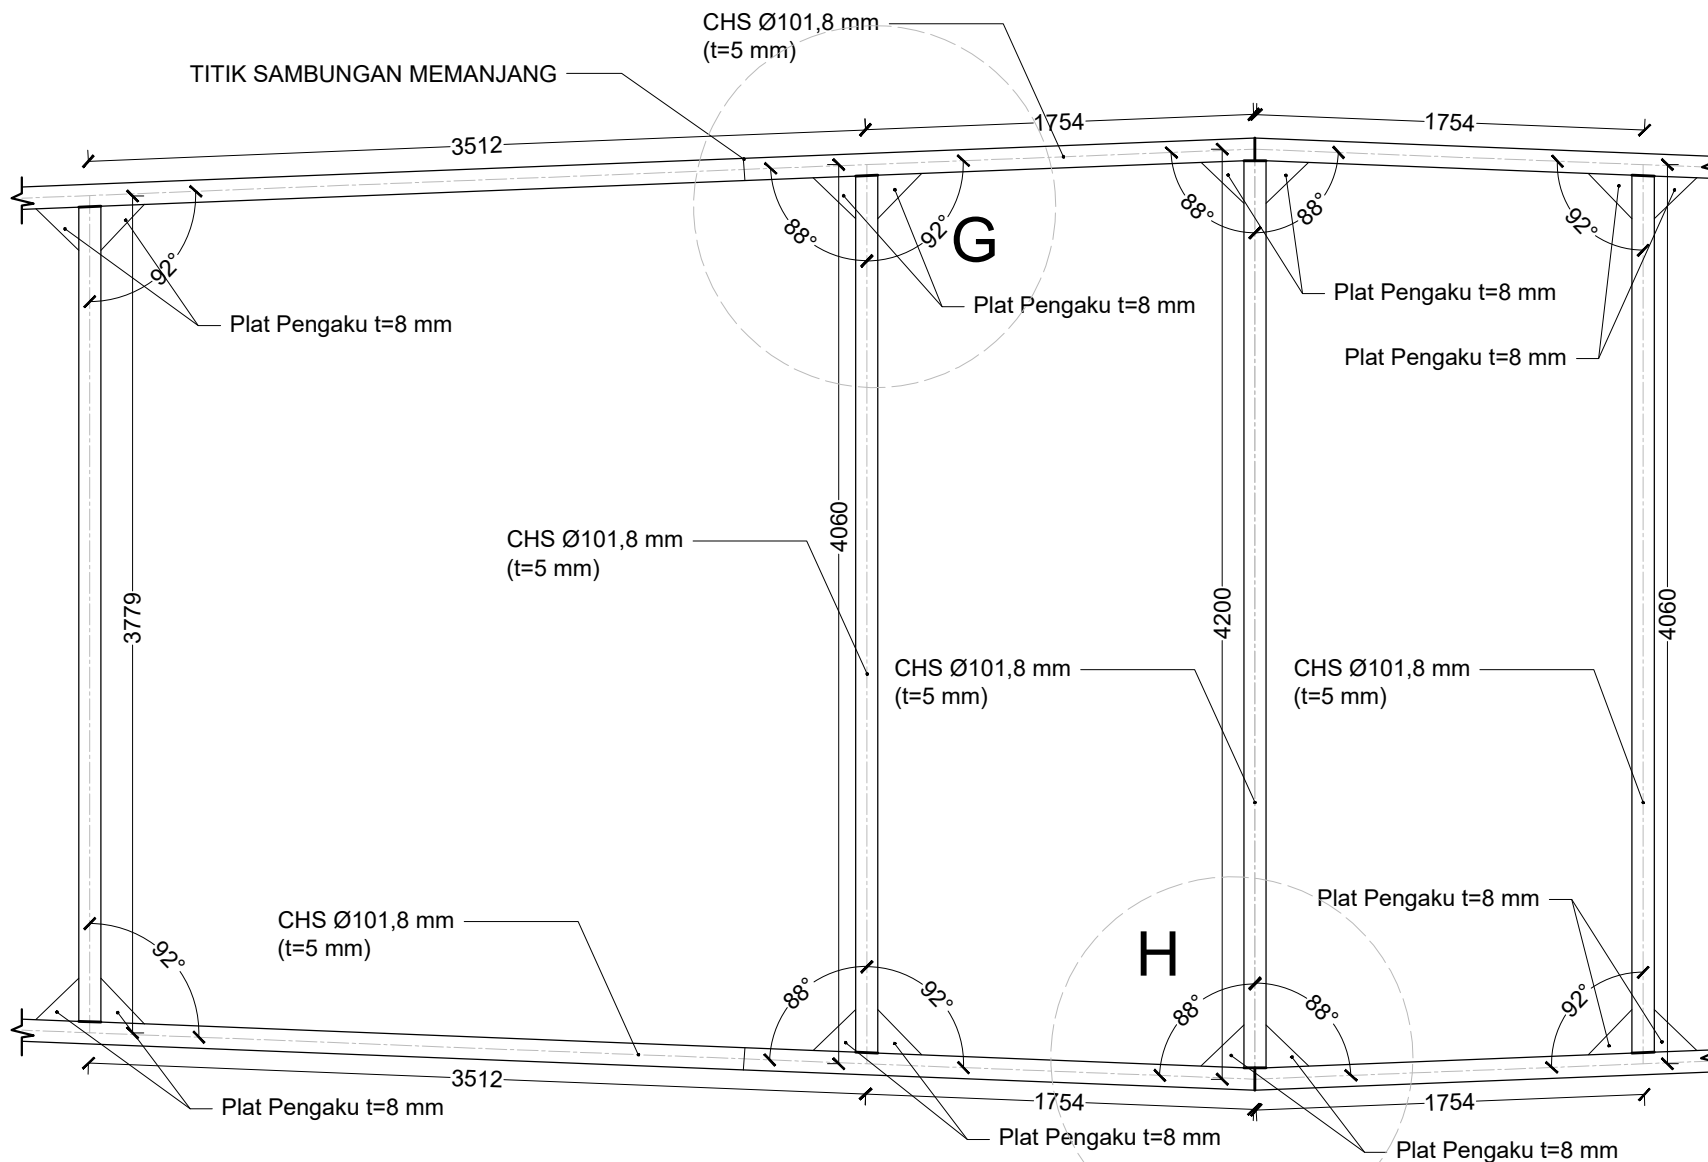 CHS Ø101,8 mm
(t=5 mm)
TITIK SAMBUNGAN MEMANJANG
3512
1754
1754
88°
92°
G
88°
88°
92°
92°
Plat Pengaku t=8 mm
Plat Pengaku t=8 mm
Plat Pengaku t=8 mm
Plat Pengaku t=8 mm
CHS Ø101,8 mm
(t=5 mm)
4060
3779
4200
4060
CHS Ø101,8 mm
(t=5 mm)
CHS Ø101,8 mm
(t=5 mm)
CHS Ø101,8 mm
(t=5 mm)
Plat Pengaku t=8 mm
H
92°
88°
92°
88°
88°
92°
3512
1754
1754
Plat Pengaku t=8 mm
Plat Pengaku t=8 mm
Plat Pengaku t=8 mm